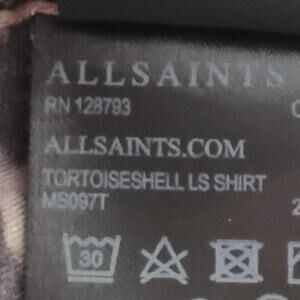 ALLSAINTS
RN 128793
ALLSAINTS.COM
TORTOISESHELL LS SHIRT
MS097T
30